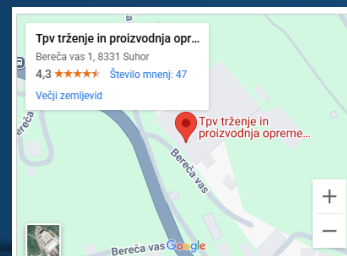 Tpv trženje in proizvodnja opr...
Bereča vas 1, 8331 Suhor
4,3 Število mnenj: 47
Večji zemljevid
Tpv trženje in
proizvodnja opreme...
Bereča vas
Bereča vas
Google